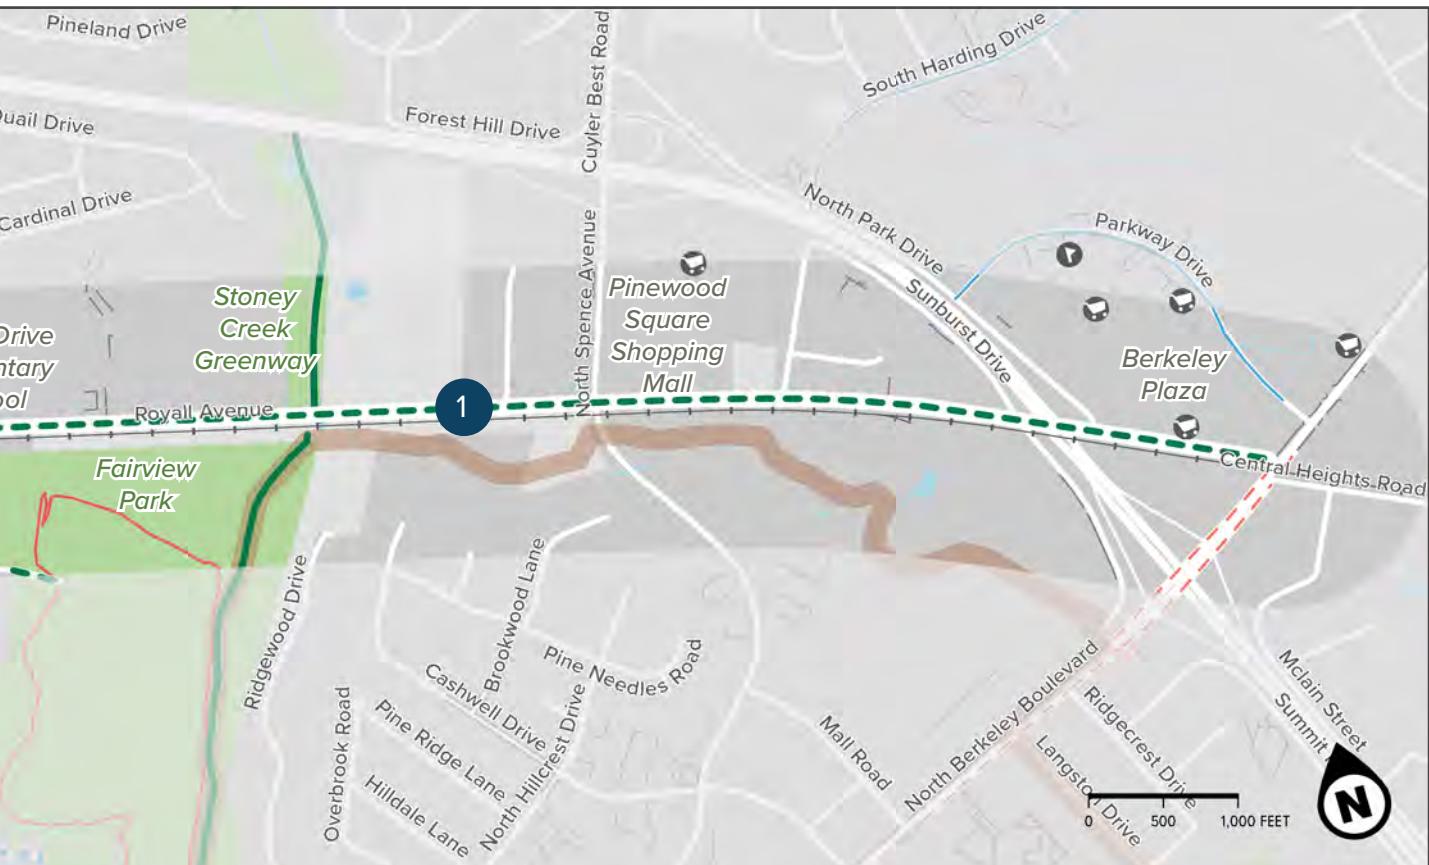 Pineland Drive
Cuyler Best Road
South Harding Drive
Quail Drive
Forest Hill Drive
Cardinal Drive
North Park Drive
Parkway Drive
North Spence Avenue
Stoney
Creek
Greenway
Pinewood
Square
Shopping
Mall
Sunburst Drive
Drive
ntary
ool
Berkeley
Plaza
1
Royall Avenue
Central Heights Road
Fairview
Park
Ridgewood Drive
Brookwood Lane
Pine Needles Road
Cashwell Drive
Overbrook Road
Pine Ridge Lane
North Hillcrest Drive
Hilldale Lane
Mall Road
North Berkeley Boulevard
Ridgecrest Drive
Langston Drive
Mclain Street
Summit
N
0 500 1,000 FEET